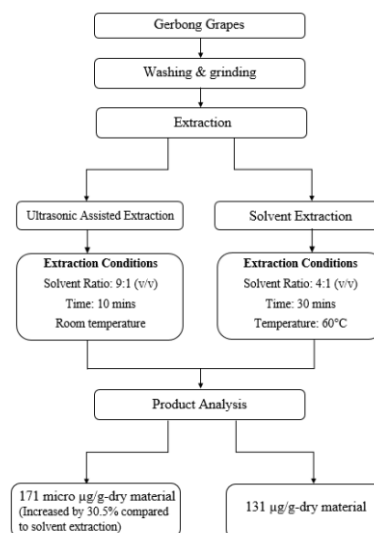 Gerbong Grapes
Washing & grinding
Extraction
Ultrasonic Assisted Extraction
Solvent Extraction
Extraction Conditions
Solvent Ratio: 9:1 (v/v)
Time: 10 mins
Room temperature
Extraction Conditions
Solvent Ratio: 4:1 (v/v)
Time: 30 mins
Temperature: 60°C
Product Analysis
171 micro µg/g-dry material
(Increased by 30.5% compared
to solvent extraction)
131 µg/g-dry material